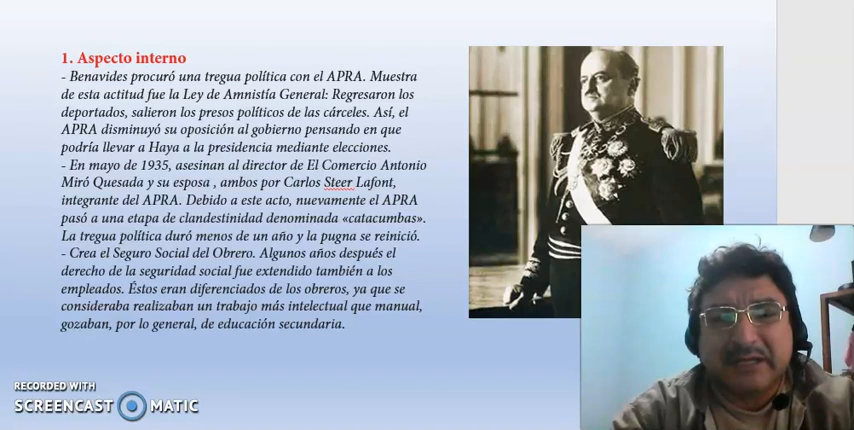 1. Aspecto interno
- Benavides procuró una tregua política con el APRA. Muestra
de esta actitud fue la Ley de Amnistía General: Regresaron los
deportados, salieron los presos políticos de las cárceles. Así, el
APRA disminuyó su oposición al gobierno pensando en que
podría llevar a Haya a la presidencia mediante elecciones.
- En mayo de 1935, asesinan al director de El Comercio Antonio
Miró Quesada y su esposa , ambos por Carlos Steer Lafont,
integrante del APRA. Debido a este acto, nuevamente el APRA
pasó a una etapa de clandestinidad denominada «catacumbas».
La tregua política duró menos de un año y la pugna se reinició.
- Crea el Seguro Social del Obrero. Algunos años después el
derecho de la seguridad social fue extendido también a los
empleados. Éstos eran diferenciados de los obreros, ya que se
consideraba realizaban un trabajo más intelectual que manual,
gozaban, por lo general, de educación secundaria.
RECORDED WITH
SCREENCAST MATIC